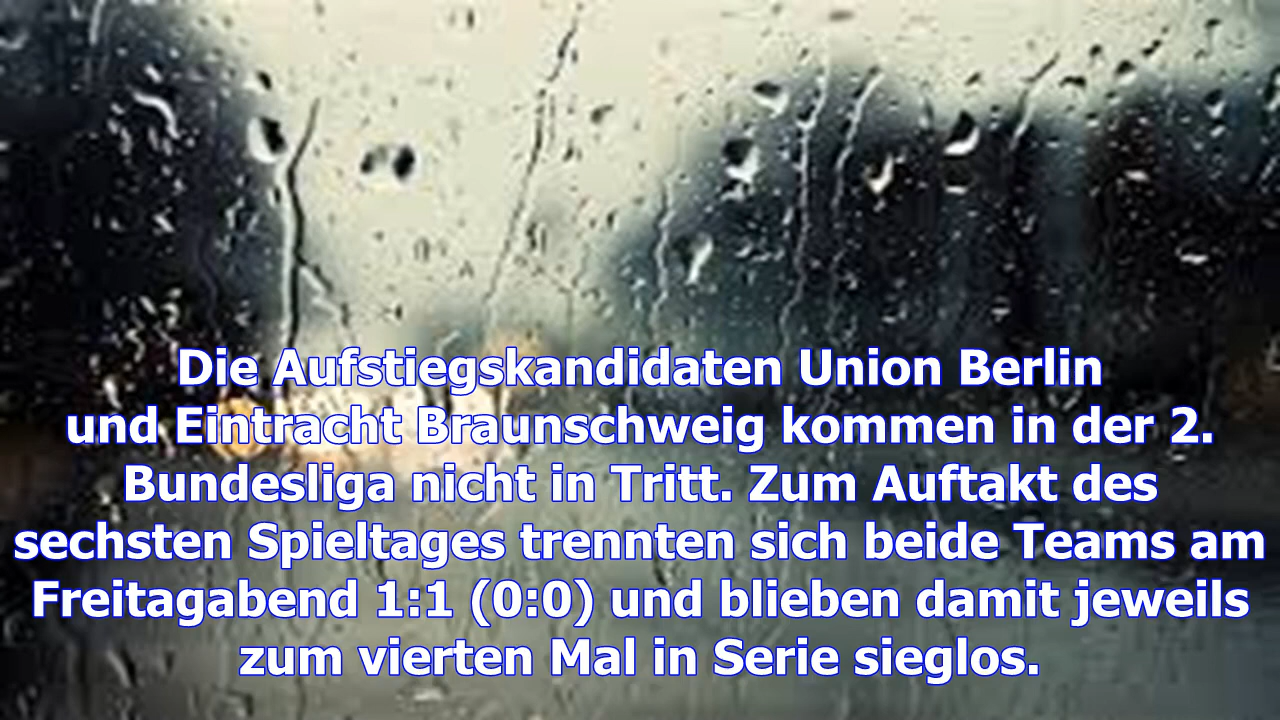 Die Aufstiegskandidaten Union Berlin
und Eintracht Braunschweig kommen in der 2.
Bundesliga nicht in Tritt. Zum Auftakt des
sechsten Spieltages trennten sich beide Teams am
Freitagabend 1:1 (0:0) und blieben damit jeweils
zum vierten Mal in Serie sieglos.